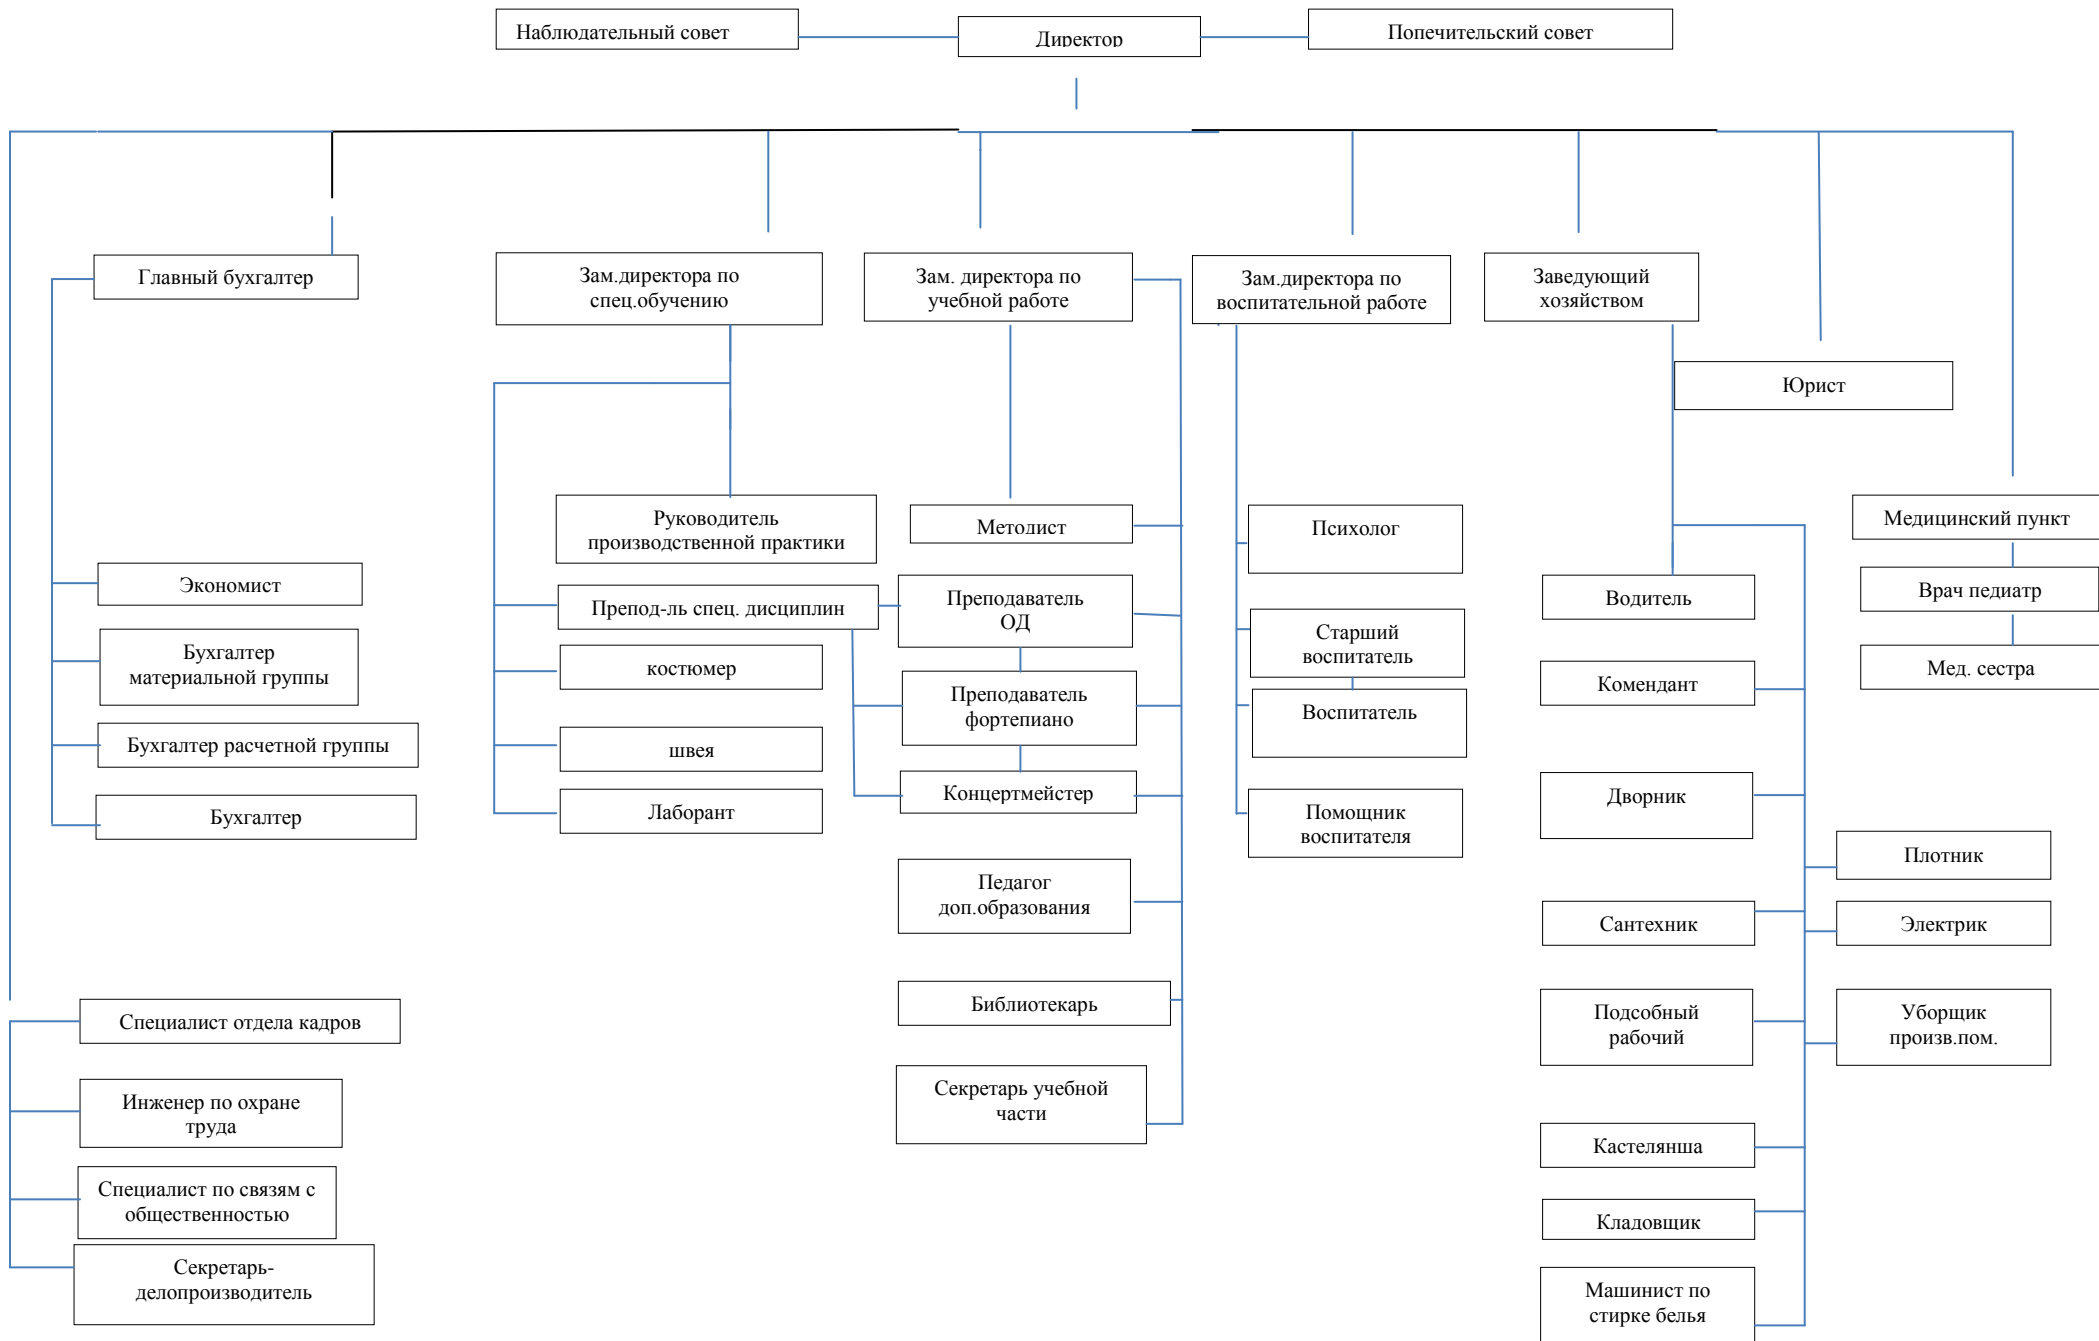 Наблюдательный совет
Директор
Попечительский совет
Главный бухгалтер
Зам.директора по
спец.обучению
Зам. директора по
учебной работе
Зам.директора по
воспитательной работе
Заведующий
хозяйством
Юрист
Руководитель
производственной практики
Методист
Психолог
Медицинский пункт
Экономист
Препод-ль спец. дисциплин
Преподаватель
ОД
Старший
воспитатель
Водитель
Врач педиатр
Бухгалтер
материальной группы
костюмер
Преподаватель
фортепиано
Воспитатель
Комендант
Мед. сестра
Бухгалтер расчетной группы
швея
Концертмейстер
Помощник
воспитателя
Дворник
Бухгалтер
Лаборант
Плотник
Педагог
доп.образования
Сантехник
Электрик
Специалист отдела кадров
Библиотекарь
Подсобный
рабочий
Уборщик
произв.пом.
Инженер по охране
труда
Секретарь учебной
части
Кастелянша
Специалист по связям с
общественностью
Кладовщик
Секретарь-
делопроизводитель
Машинист по
стирке белья